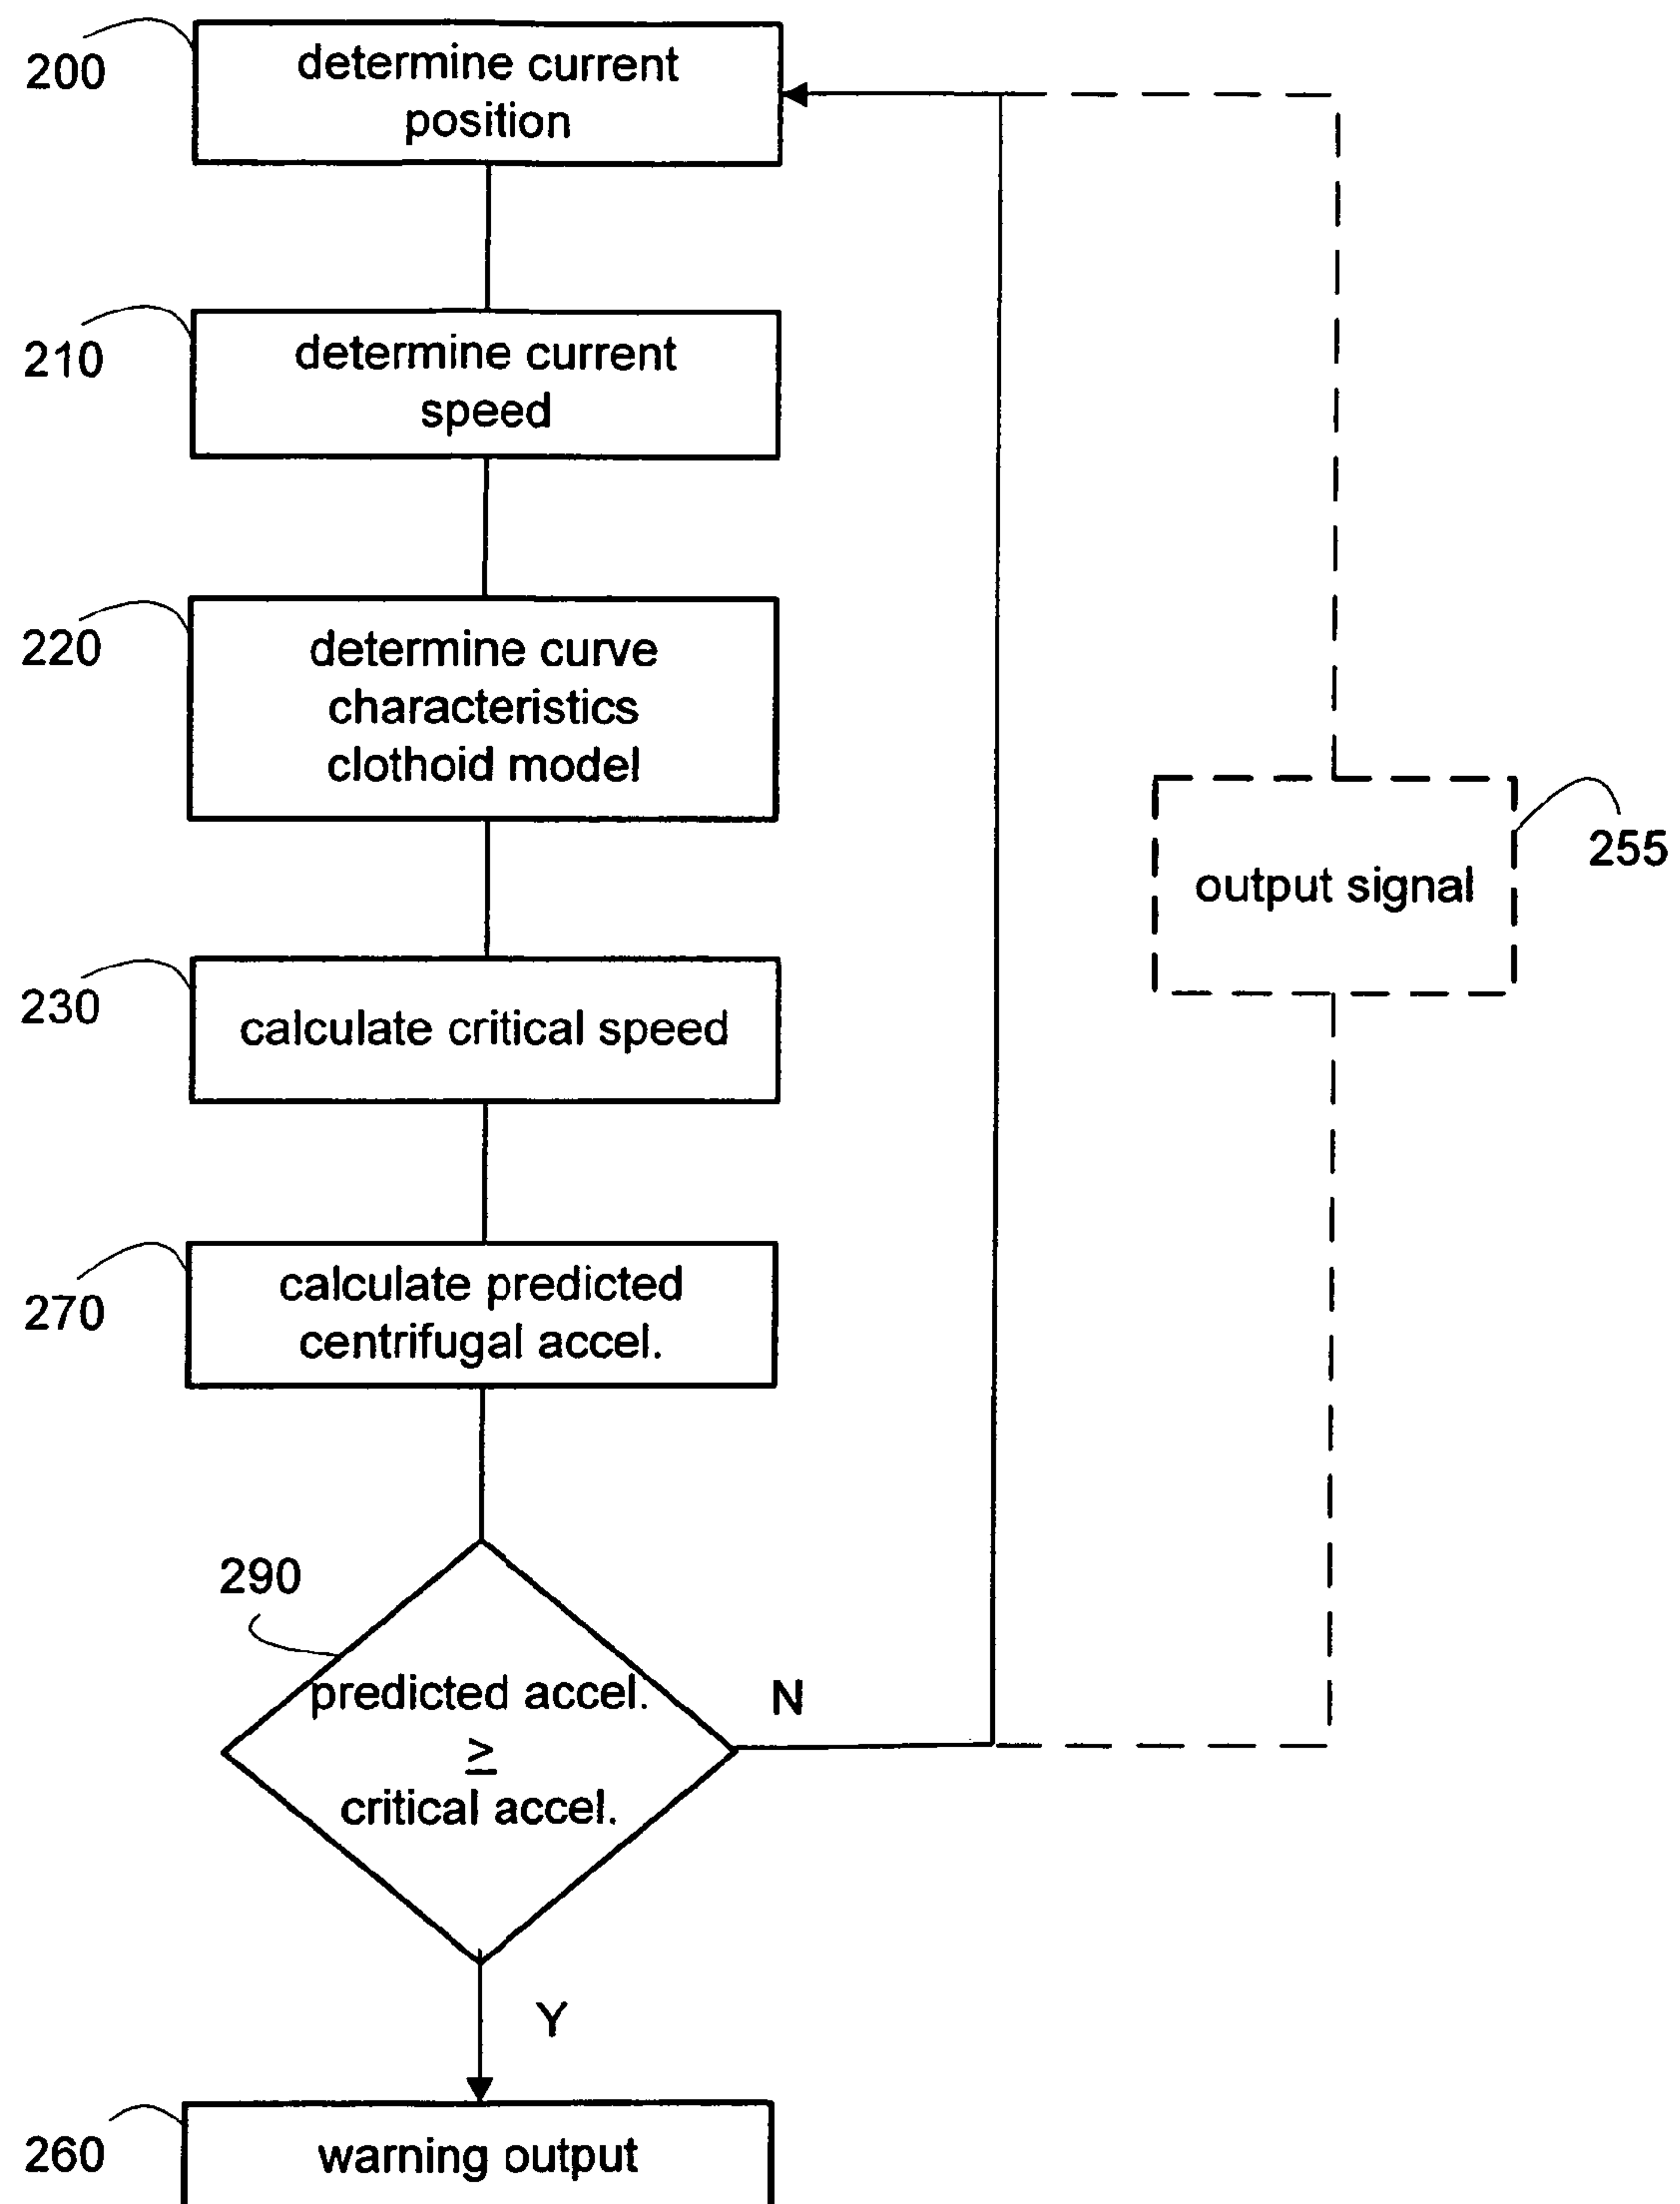 200
determine current
position
210
determine current
speed
220
determine curve
characteristics
clothoid model
255
output signal
230
calculate critical speed
270
calculate predicted
centrifugal accel.
290
predicted accel.
≥
critical accel.
N
Y
260
warning output